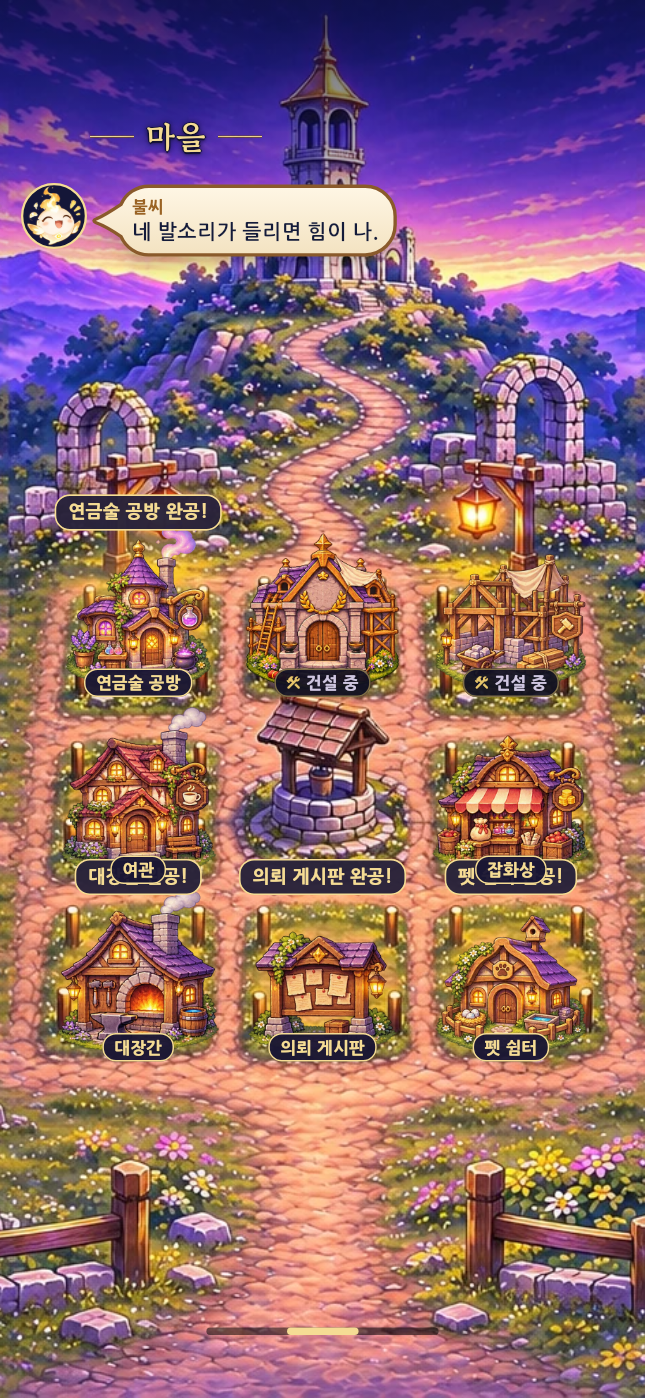 마을
불씨
네 발소리가 들리면 힘이 나.
연금술 공방 완공!
연금술 공방
건설 중
건설 중
여관
의뢰 게시판 완공!
잡화상
대장간
의뢰 게시판
펫 쉼터